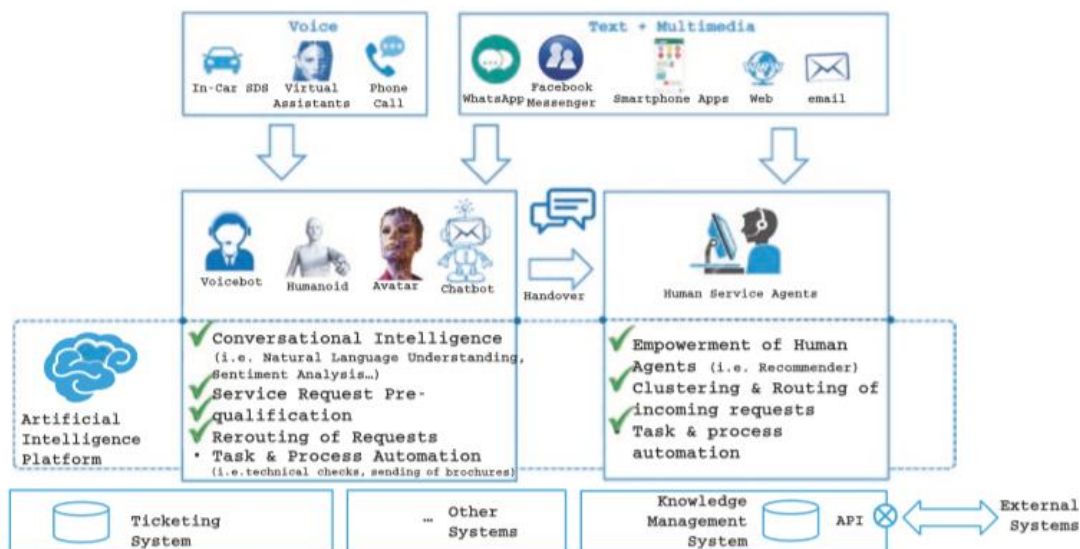 Voice
In-Car SDS
Virtual
Assistants
Phone
Call
Text + Multimedia
WhatsApp
Facebook
Messenger
Smartphone Apps
Web
email
Voicebot
Humanoid
Avatar
Chatbot
Handover
Human Service Agents
Artificial
Intelligence
Platform
Conversational Intelligence
(i.e. Natural Language Understanding,
Sentiment Analysis…)
Service Request Pre-
qualification
Rerouting of Requests
• Task & Process Automation
(i.e.technical checks, sending of brochures)
Empowerment of Human
Agents (i.e. Recommender)
Clustering & Routing of
incoming requests
• Task & process
automation
Ticketing
System
… Other
Systems
Knowledge
Management
System
API
External
Systems